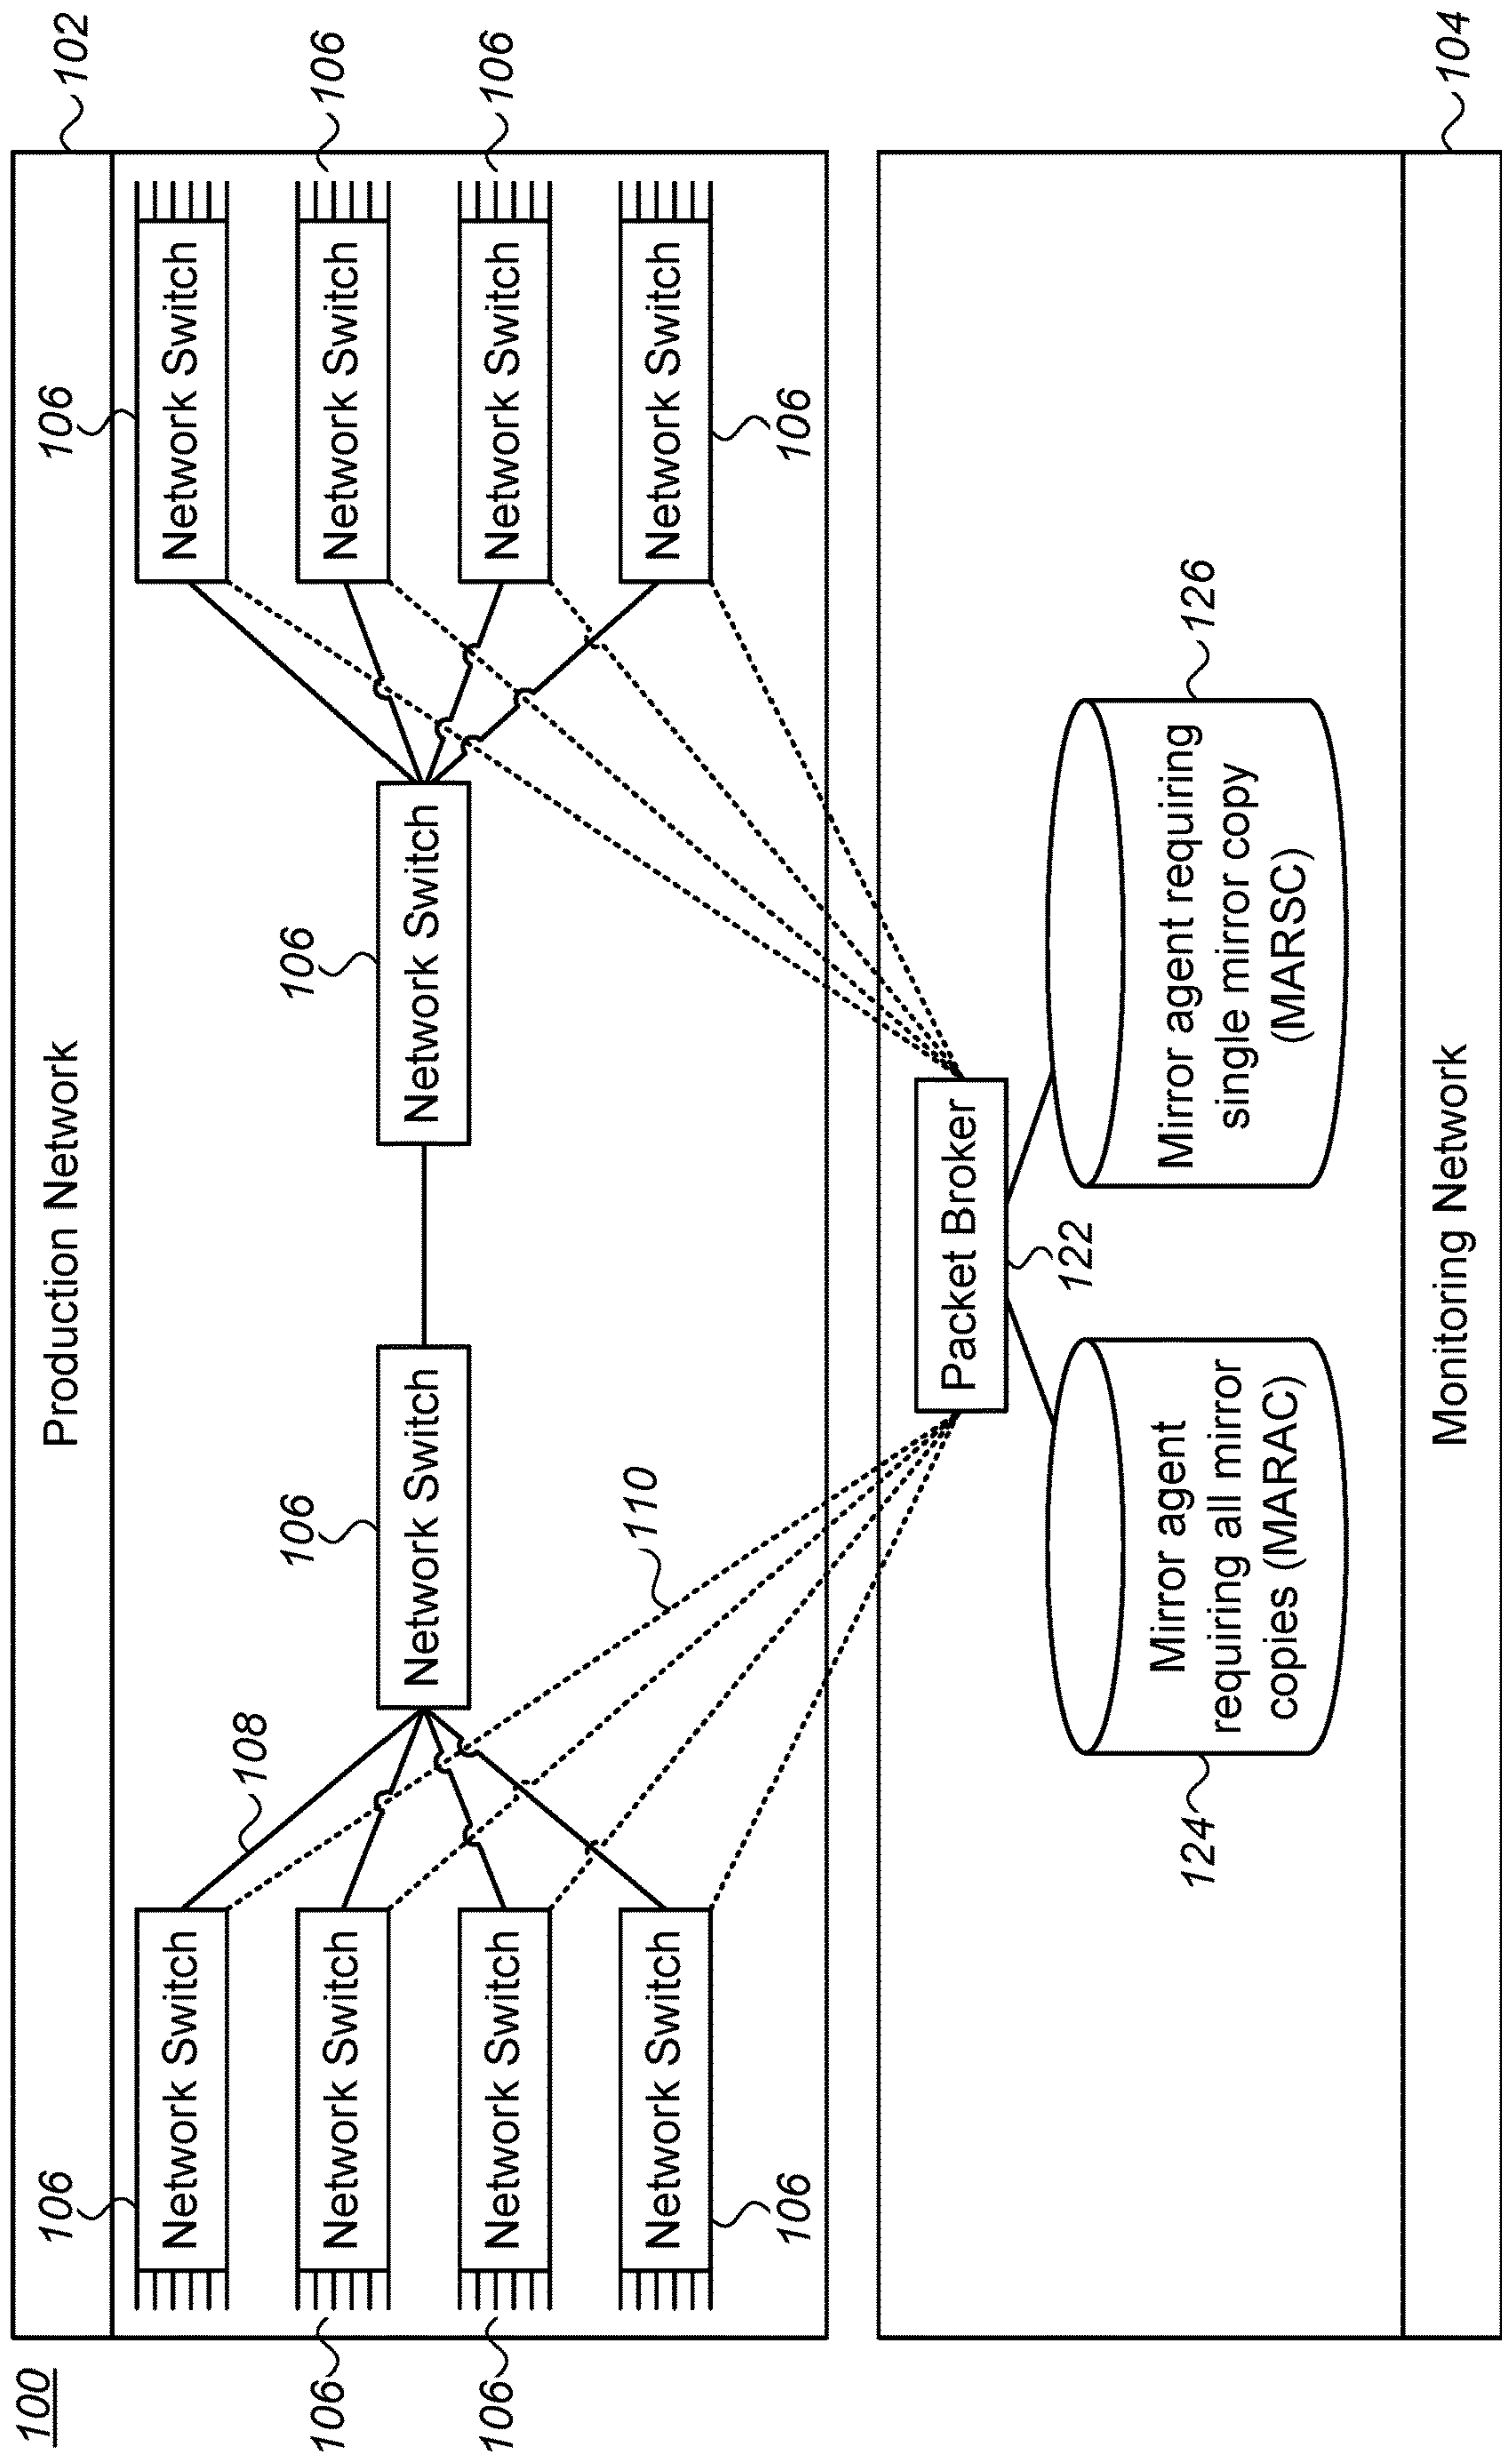 100
Production Network
102
106
106
Network Switch
Network Switch
108
106
106
106
Network Switch
Network Switch
Network Switch
Network Switch
106
106
106
Network Switch
Network Switch
106
Network Switch
Network Switch
106
106
110
Packet Broker
122
124
Mirror agent
requiring all mirror
copies (MARAC)
Mirror agent requiring
single mirror copy
(MARSC)
126
Monitoring Network
104